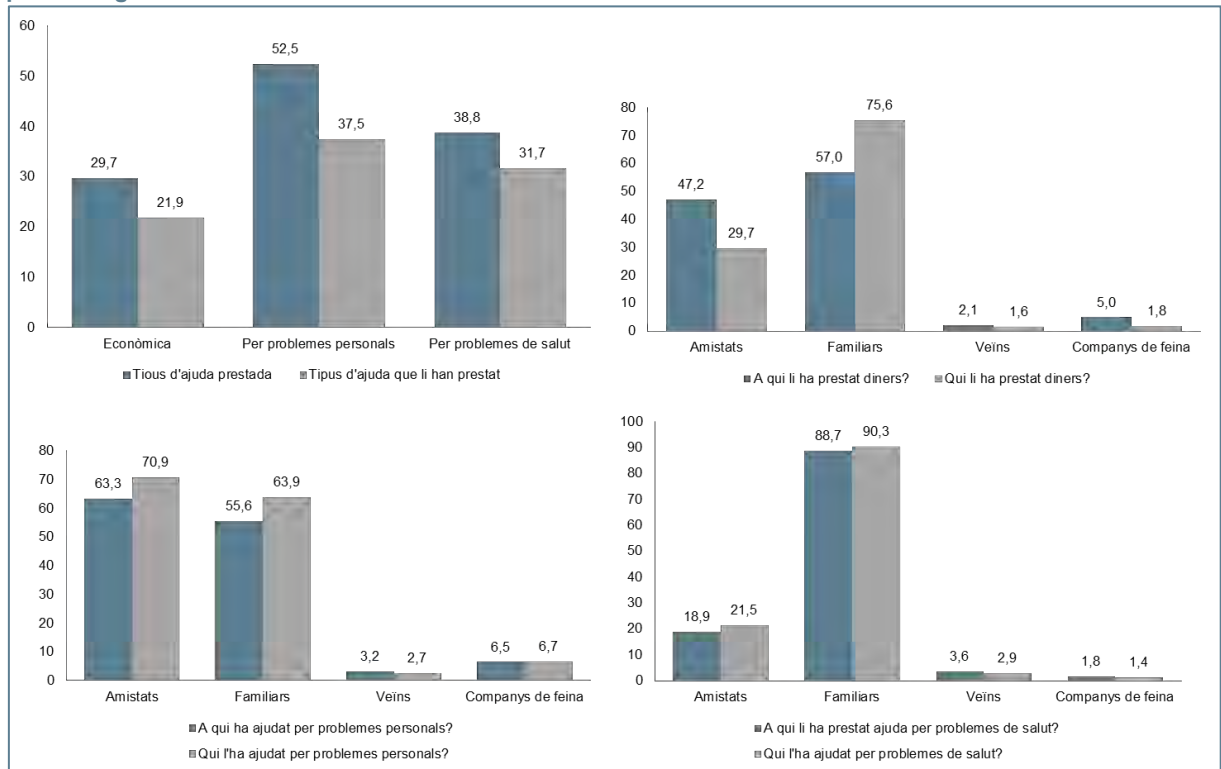 60
50
40
30
20
10
0
29,7
21,9
52,5
37,5
38,8
31,7
Econòmica
Per problemes personals
Per problemes de salut
Tious d'ajuda prestada
Tipus d'ajuda que li han prestat
80
70
60
50
40
30
20
10
0
47,2
29,7
57,0
75,6
2,1
1,6
5,0
1,8
Amistats
Familiars
Veïns
Companys de feina
A qui li ha prestat diners?
Qui li ha prestat diners?
80
70
60
50
40
30
20
10
0
63,3
70,9
55,6
63,9
3,2
2,7
6,5
6,7
Amistats
Familiars
Veïns
Companys de feina
A qui ha ajudat per problemes personals?
Qui l'ha ajudat per problemes personals?
100
90
80
70
60
50
40
30
20
10
0
18,9
21,5
88,7
90,3
3,6
2,9
1,8
1,4
Amistats
Familiars
Veïns
Companys de feina
A qui li ha prestat ajuda per problemes de salut?
Qui l'ha ajudat per problemes de salut?